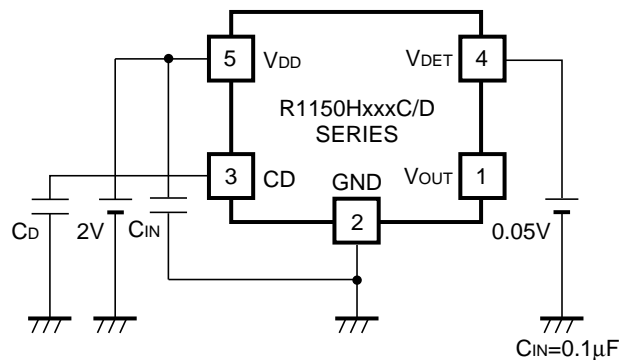 5 VDD VDET 4
R1150HxxxC/D
SERIES
3 CD GND VOUT 1
2
CD 2V CIN 0.05V
CIN=0.1μF